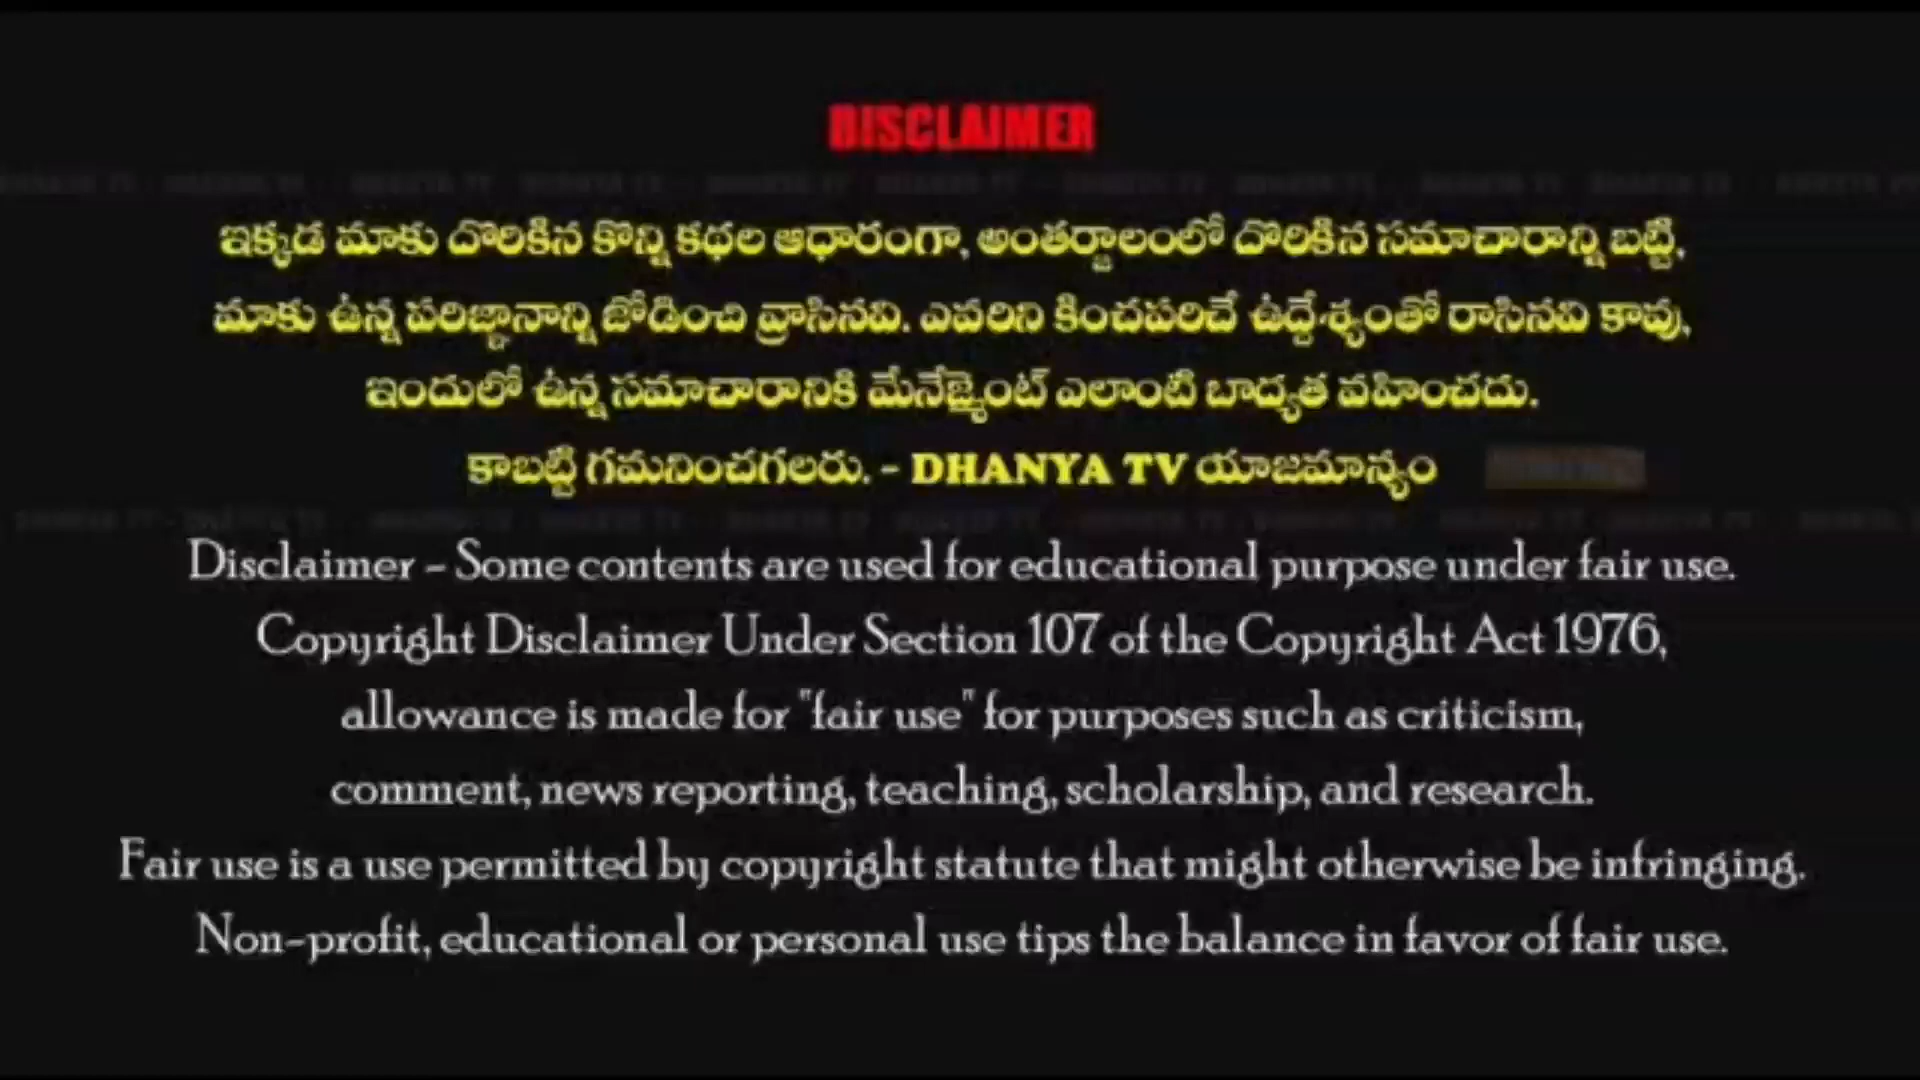 DISCLAIMER
ఇక్కడ మాకు దొరికిన కొన్ని కథల ఆధారంగా, అంతర్జాలంలో దొరికిన సమాచారాన్ని బట్టి,
మాకు ఉన్న పరిజ్ఞానాన్ని జోడించి వ్రాసినవి. ఎవరిని కించపరిచే ఉద్దేశ్యంతో రాసినవి కావు,
ఇందులో ఉన్న సమాచారానికి మేనేజ్మెంట్ ఎలాంటి బాద్యత వహించదు.
కాబట్టి గమనించగలరు. - DHANYA TV యాజమాన్యం
Disclaimer - Some contents are used for educational purpose under fair use.
Copyright Disclaimer Under Section 107 of the Copyright Act 1976,
allowance is made for "fair use" for purposes such as criticism,
comment, news reporting, teaching, scholarship, and research.
Fair use is a use permitted by copyright statute that might otherwise be infringing.
Non-profit, educational or personal use tips the balance in favor of fair use.